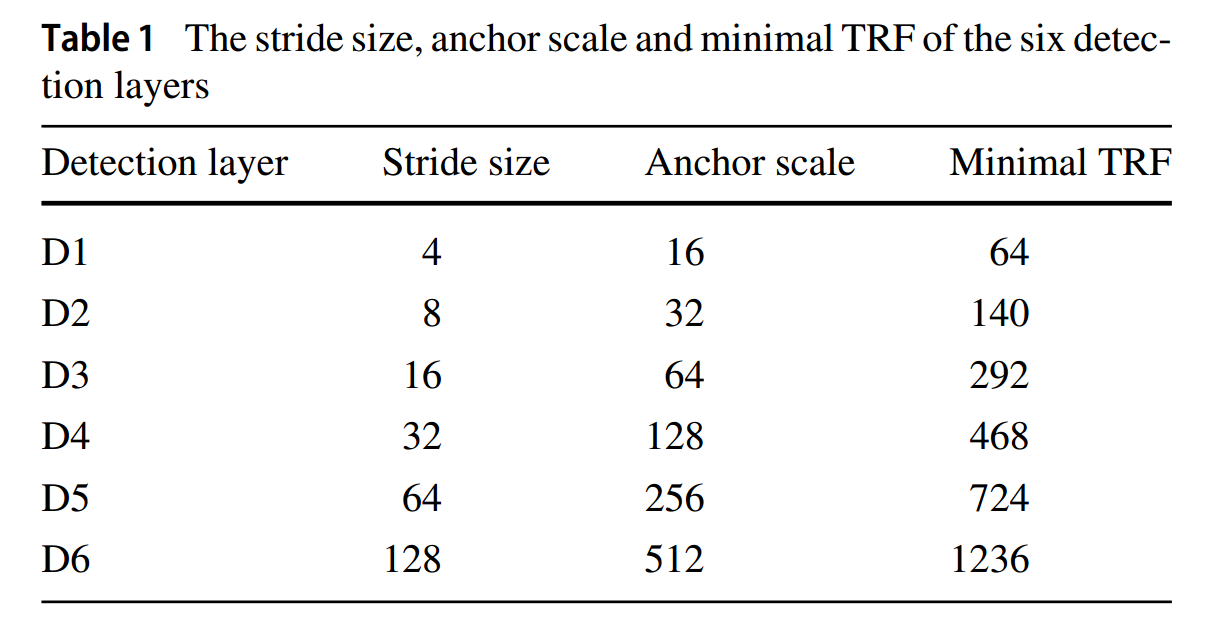 Table 1 The stride size, anchor scale and minimal TRF of the six detec-
tion layers
Detection layer Stride size Anchor scale Minimal TRF
D1 4 16 64
D2 8 32 140
D3 16 64 292
D4 32 128 468
D5 64 256 724
D6 128 512 1236